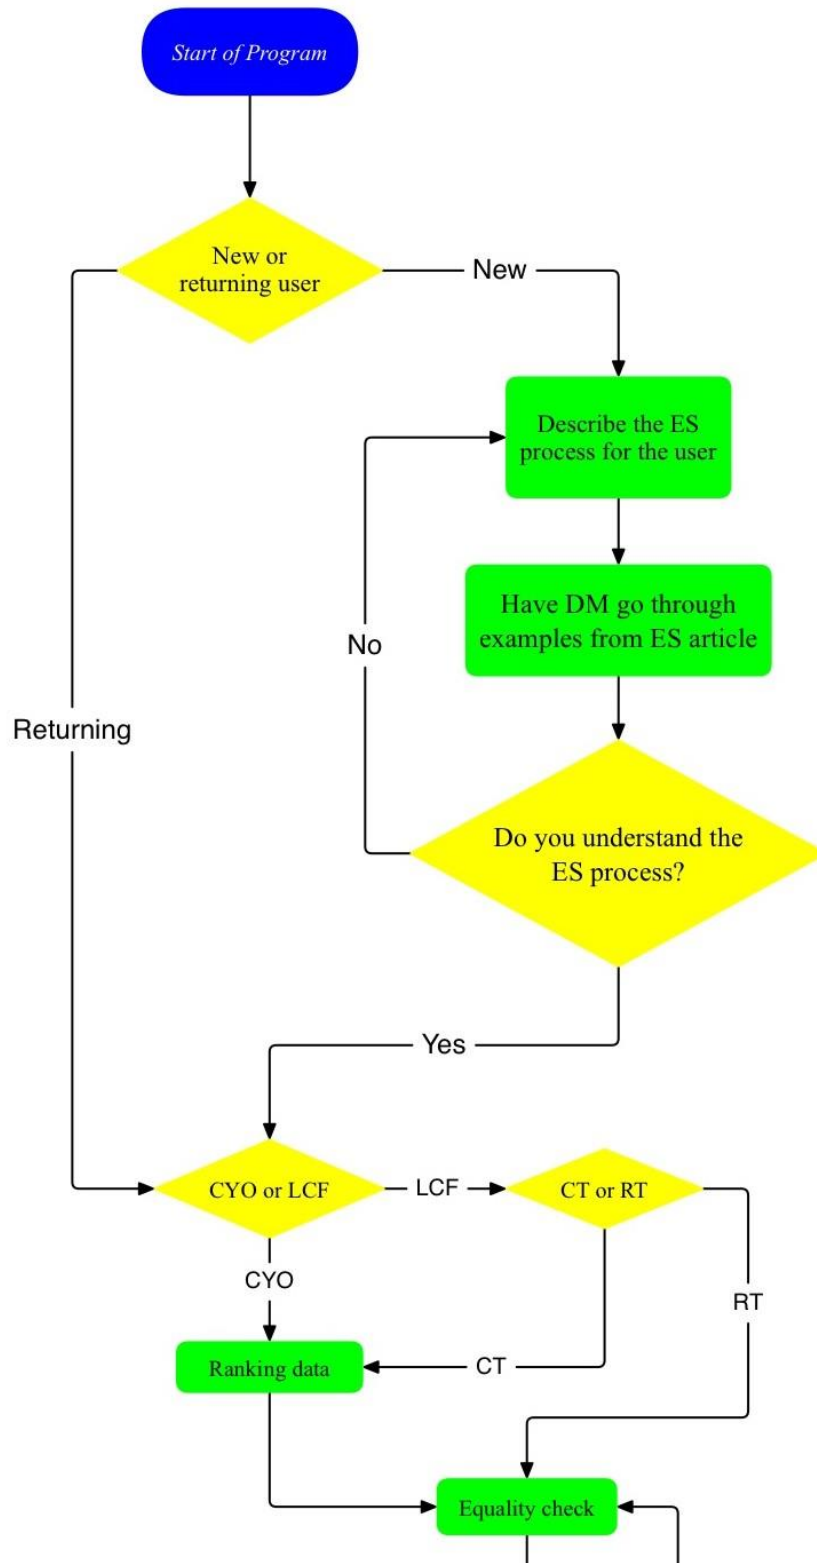 Start of Program
New or
returning user
New
Describe the ES
process for the user
Have DM go through
examples from ES article
No
Returning
Do you understand the
ES process?
Yes
CYO or LCF
LCF
CT or RT
CYO
RT
Ranking data
CT
Equality check